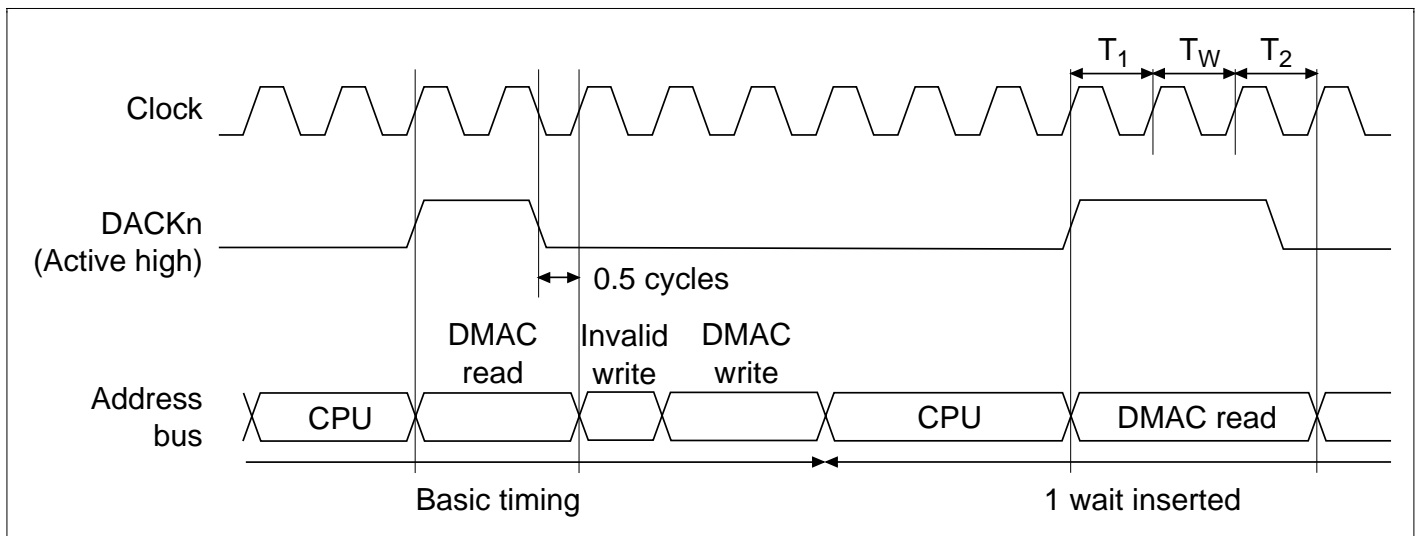 T1 TW T2
Clock
DACKn
(Active high)
0.5 cycles
DMAC
read
Invalid
write
DMAC
write
Address
bus
CPU
CPU
DMAC read
Basic timing
1 wait inserted